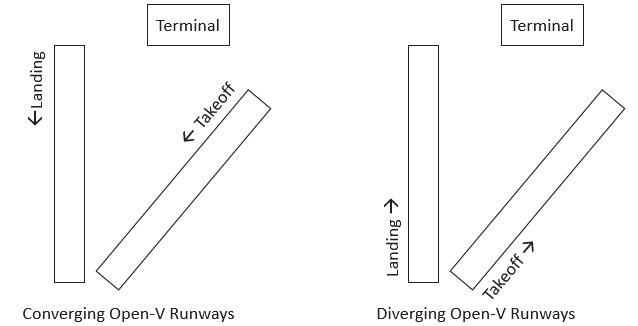 Terminal
←Landing
← Takeoff
Converging Open-V Runways
Terminal
Landing →
Takeoff →
Diverging Open-V Runways